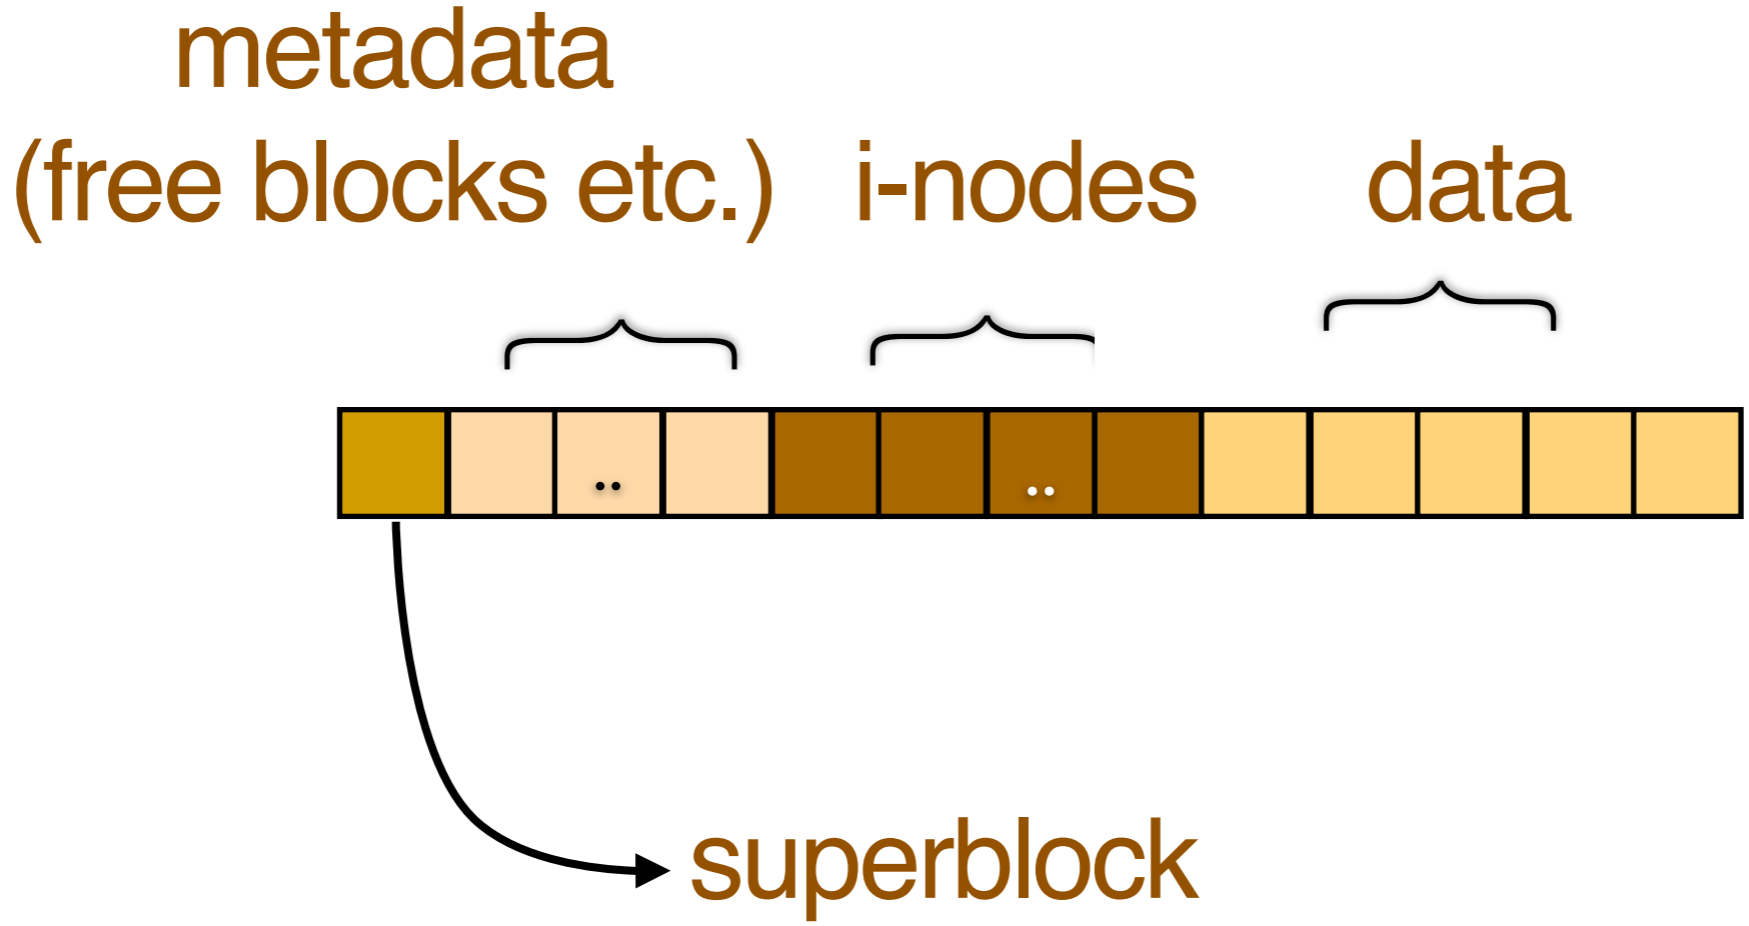 metadata
(free blocks etc.)
i-nodes
data
..
..
superblock